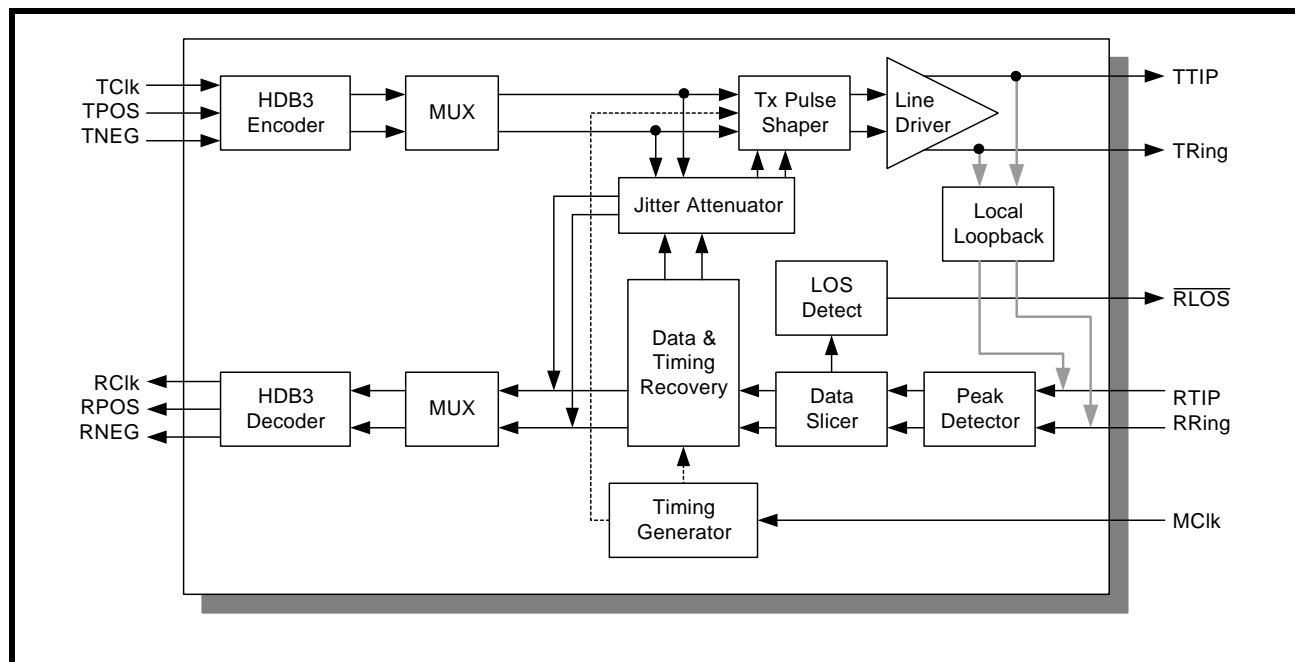 TClk
TPOS
TNEG
HDB3
Encoder
MUX
Tx Pulse
Shaper
Line
Driver
TTIP
TRing
Jitter Attenuator
Local
Loopback
LOS
Detect
RLOS
Data &
Timing
Recovery
RClk
RPOS
RNEG
HDB3
Decoder
MUX
Data
Slicer
Peak
Detector
RTIP
RRing
Timing
Generator
MClk